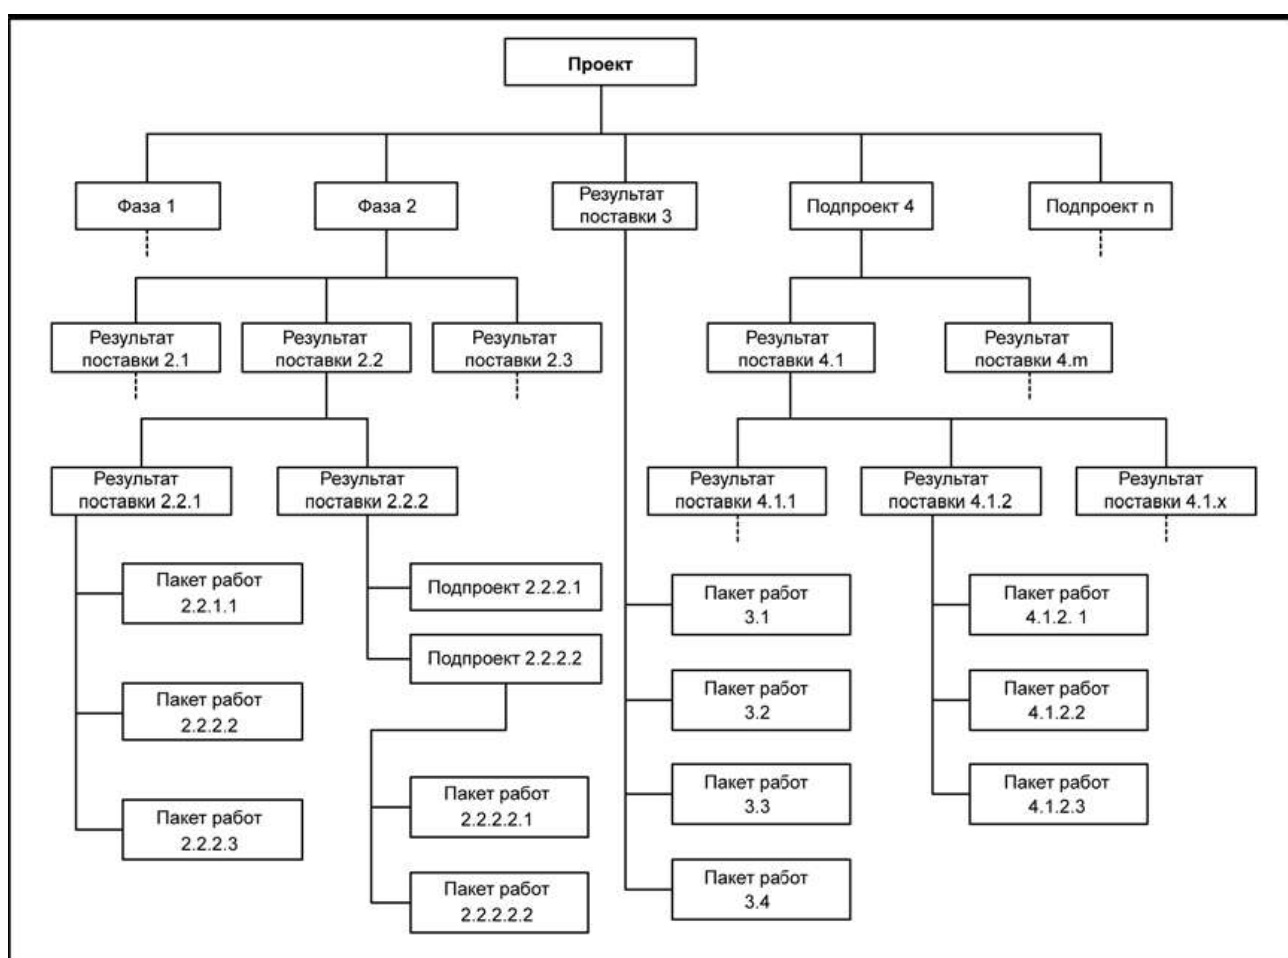 Проект
Фаза 1
Фаза 2
Результат
поставки 3
Подпроект 4
Подпроект n
Результат
поставки 2.1
Результат
поставки 2.2
Результат
поставки 2.3
Результат
поставки 4.1
Результат
поставки 4.m
Результат
поставки 2.2.1
Результат
поставки 2.2.2
Результат
поставки 4.1.1
Результат
поставки 4.1.2
Результат
поставки 4.1.x
Пакет работ
2.2.1.1
Пакет работ
2.2.2.2
Пакет работ
2.2.2.3
Подпроект 2.2.2.1
Подпроект 2.2.2.2
Пакет работ
2.2.2.2.1
Пакет работ
2.2.2.2.2
Пакет работ
3.1
Пакет работ
3.2
Пакет работ
3.3
Пакет работ
3.4
Пакет работ
4.1.2. 1
Пакет работ
4.1.2.2
Пакет работ
4.1.2.3